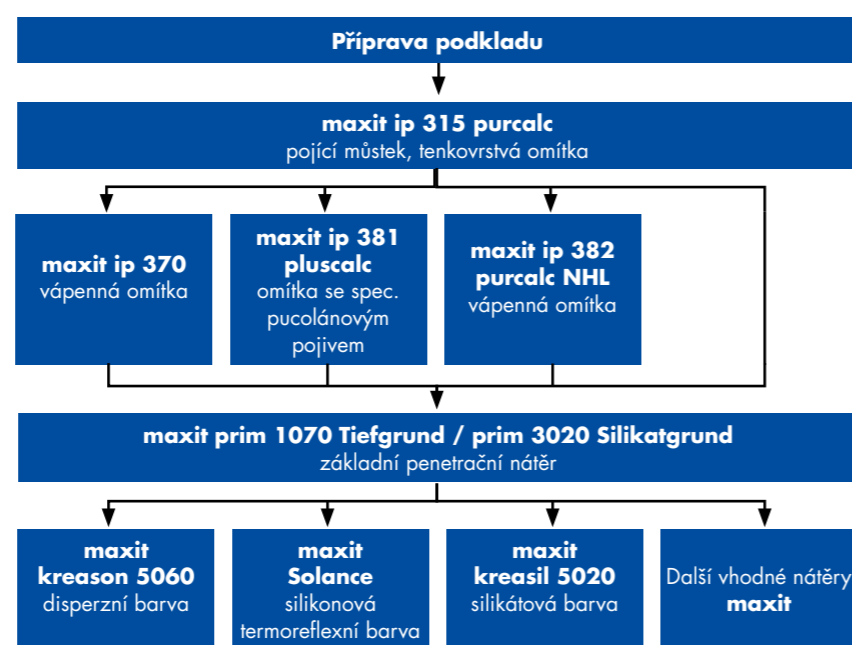 Příprava podkladu
maxit ip 315 purcalc
pojící můstek, tenkovrstvá omítka
maxit ip 370
vápenná omítka
maxit ip 381
pluscalc
omítka se spec.
pucolánovým
pojivem
maxit ip 382
purcalc NHL
vápenná omítka
maxit prim 1070 Tiefgrund / prim 3020 Silikatgrund
základní penetrační nátěr
maxit
kreason 5060
disperzní barva
maxit
Solance
silikonová
termoreflexní barva
maxit
kreasil 5020
silikátová barva
Další vhodné nátěry
maxit